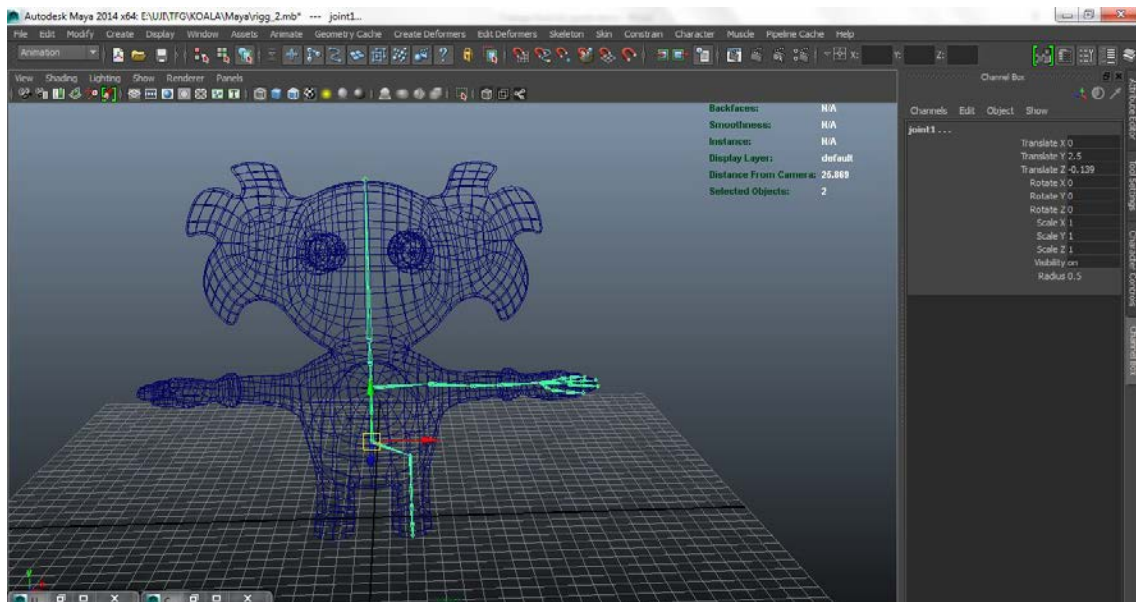 Autodesk Maya 2014 x64: E:\UJI\TFG\KOALA\Maya\rigg_2.mb* --- joint1...
File Edit Modify Create Display Window Assets Animate Geometry Cache Create Deformers Edit Deformers Skeleton Skin Constrain Character Muscle Pipeline Cache Help
Animation X: Y: Z:
View Shading Lighting Show Renderer Panels
Channel Box
Channels Edit Object Show
joint1 . . .
Translate X 0
Translate Y 2.5
Translate Z -0.139
Rotate X 0
Rotate Y 0
Rotate Z 0
Scale X 1
Scale Y 1
Scale Z 1
Visibility on
Radius 0.5
Backfaces: N/A
Smoothness: N/A
Instance: N/A
Display Layer: default
Distance From Camera: 25.869
Selected Objects: 2
Attribute Editor
Tool Settings
Character Controls
Channel Box